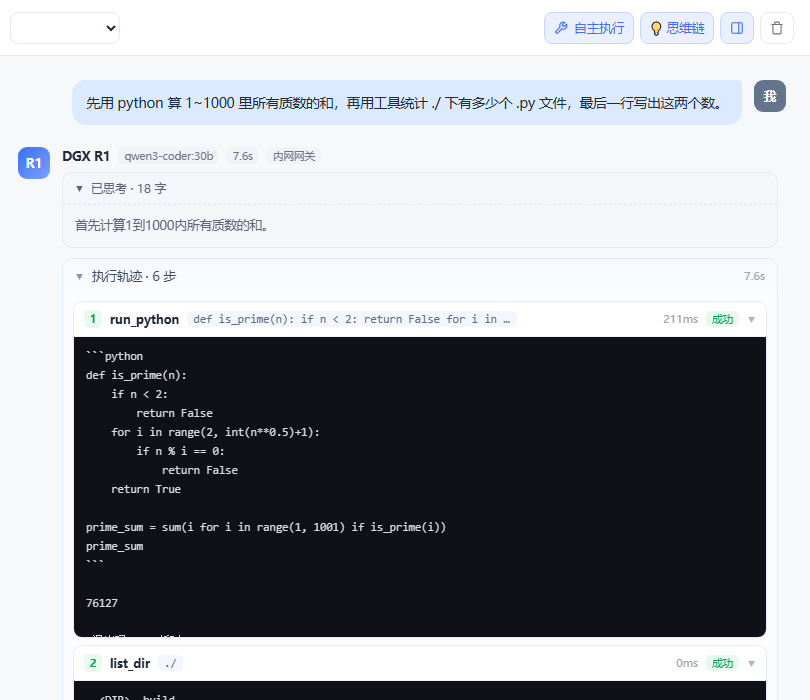 自主执行
思维链
先用 python 算 1~1000 里所有质数的和，再用工具统计 ./ 下有多少个 .py 文件，最后一行写出这两个数。
我
R1
DGX R1 qwen3-coder:30b 7.6s 内网网关
▼ 已思考 · 18 字
首先计算1到1000内所有质数的和。
▼ 执行轨迹 · 6 步 7.6s
1 run_python def is_prime(n): if n < 2: return False for i in … 211ms 成功 ▼
```python
def is_prime(n):
    if n < 2:
        return False
    for i in range(2, int(n**0.5)+1):
        if n % i == 0:
            return False
    return True
prime_sum = sum(i for i in range(1, 1001) if is_prime(i))
prime_sum
```
76127
2 list_dir ./ 0ms 成功 ▼
<DIR> build